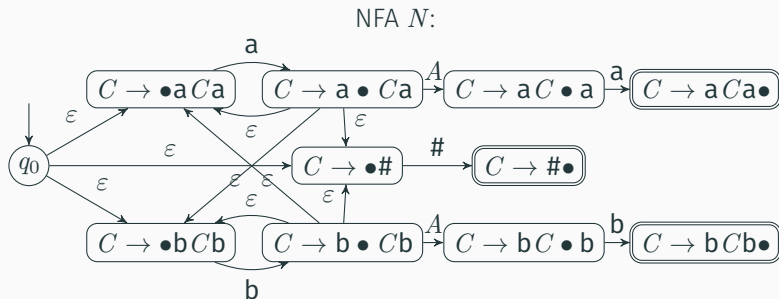 NFA N:
a
C → •aCa
C → a • Ca
A
C → aC • a
a
C → aCa•
ε
ε
ε
q₀
ε
C → •#
#
C → #•
ε
ε
ε
ε
ε
C → •bCb
C → b • Cb
A
C → bC • b
b
C → bCb•
b